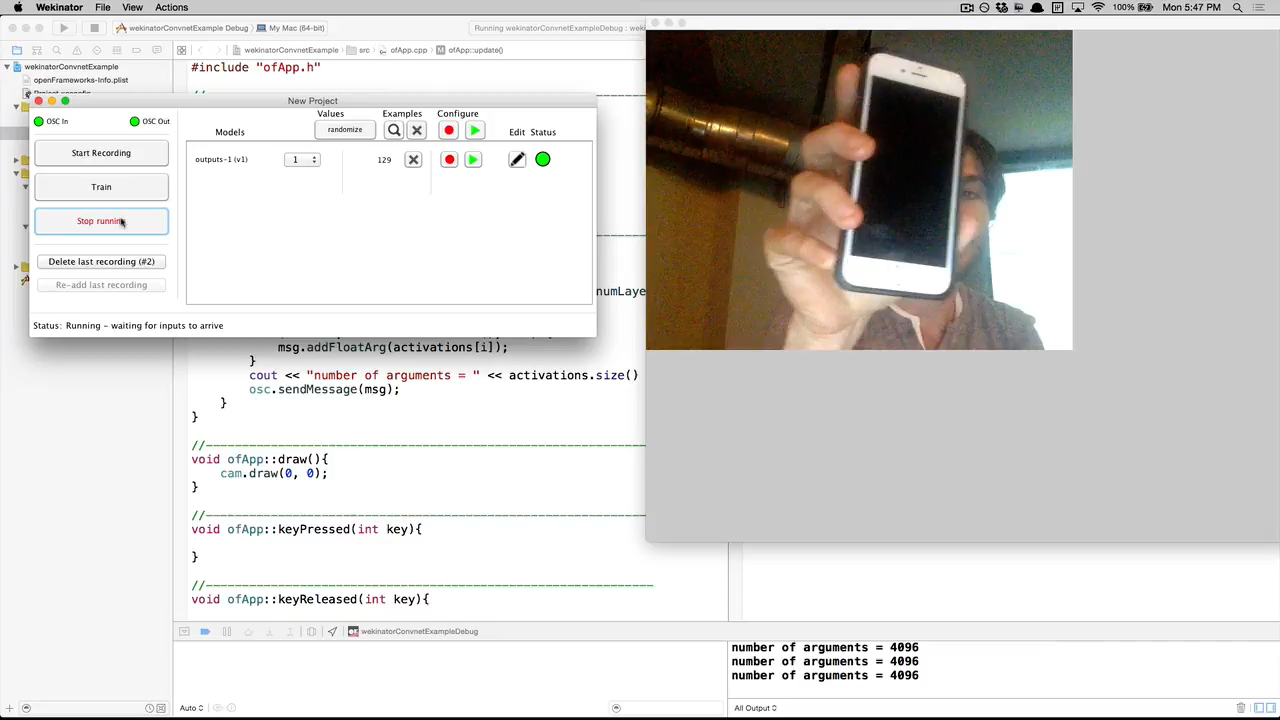 Wekinator File View Actions 100% Mon 5:47 PM
wekinatorConvnetExample Debug My Mac (64-bit) Running wekinatorConvnetExampleDebug : wek
wekinatorConvnetExample src ofApp.cpp ofApp::update()
wekinatorConvnetExample
openFrameworks-Info.plist
#include "ofApp.h"
New Project
OSC In OSC Out
Values Examples Configure
Models randomize Edit Status
Start Recording
outputs-1 (v1) 1 129
Train
Stop running
Delete last recording (#2)
Re-add last recording
numLaye
Status: Running - waiting for inputs to arrive
msg.addFloatArg(activations[i]);
}
cout << "number of arguments = " << activations.size()
osc.sendMessage(msg);
}
}
//
void ofApp::draw(){
cam.draw(0, 0);
}
//
void ofApp::keyPressed(int key){
}
//
void ofApp::keyReleased(int key){
wekinatorConvnetExampleDebug
number of arguments = 4096
number of arguments = 4096
number of arguments = 4096
Auto All Output